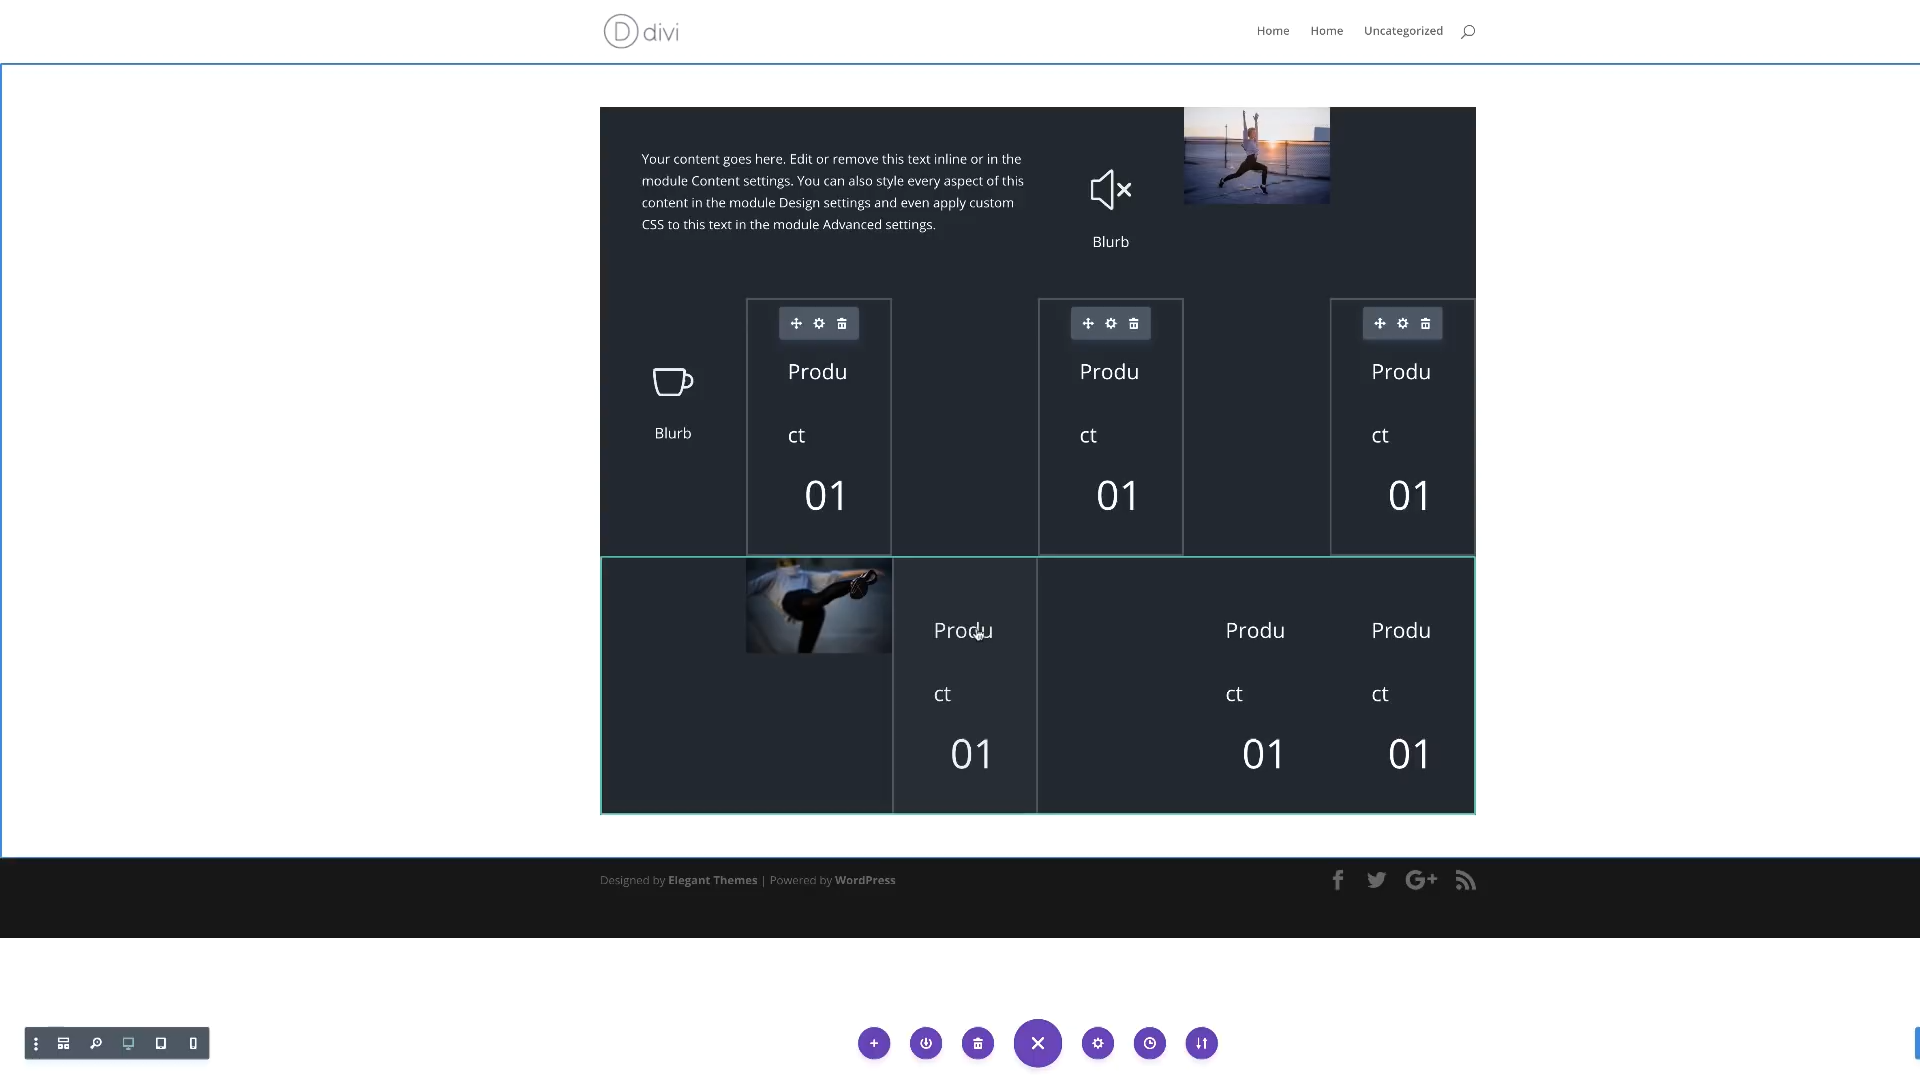 D divi
Home Home Uncategorized
Your content goes here. Edit or remove this text inline or in the
module Content settings. You can also style every aspect of this
content in the module Design settings and even apply custom
CSS to this text in the module Advanced settings.
Blurb
Blurb
Produ
ct
01
Produ
ct
01
Produ
ct
01
Produ
ct
01
Produ
ct
01
Produ
ct
01
Designed by Elegant Themes | Powered by WordPress
G+